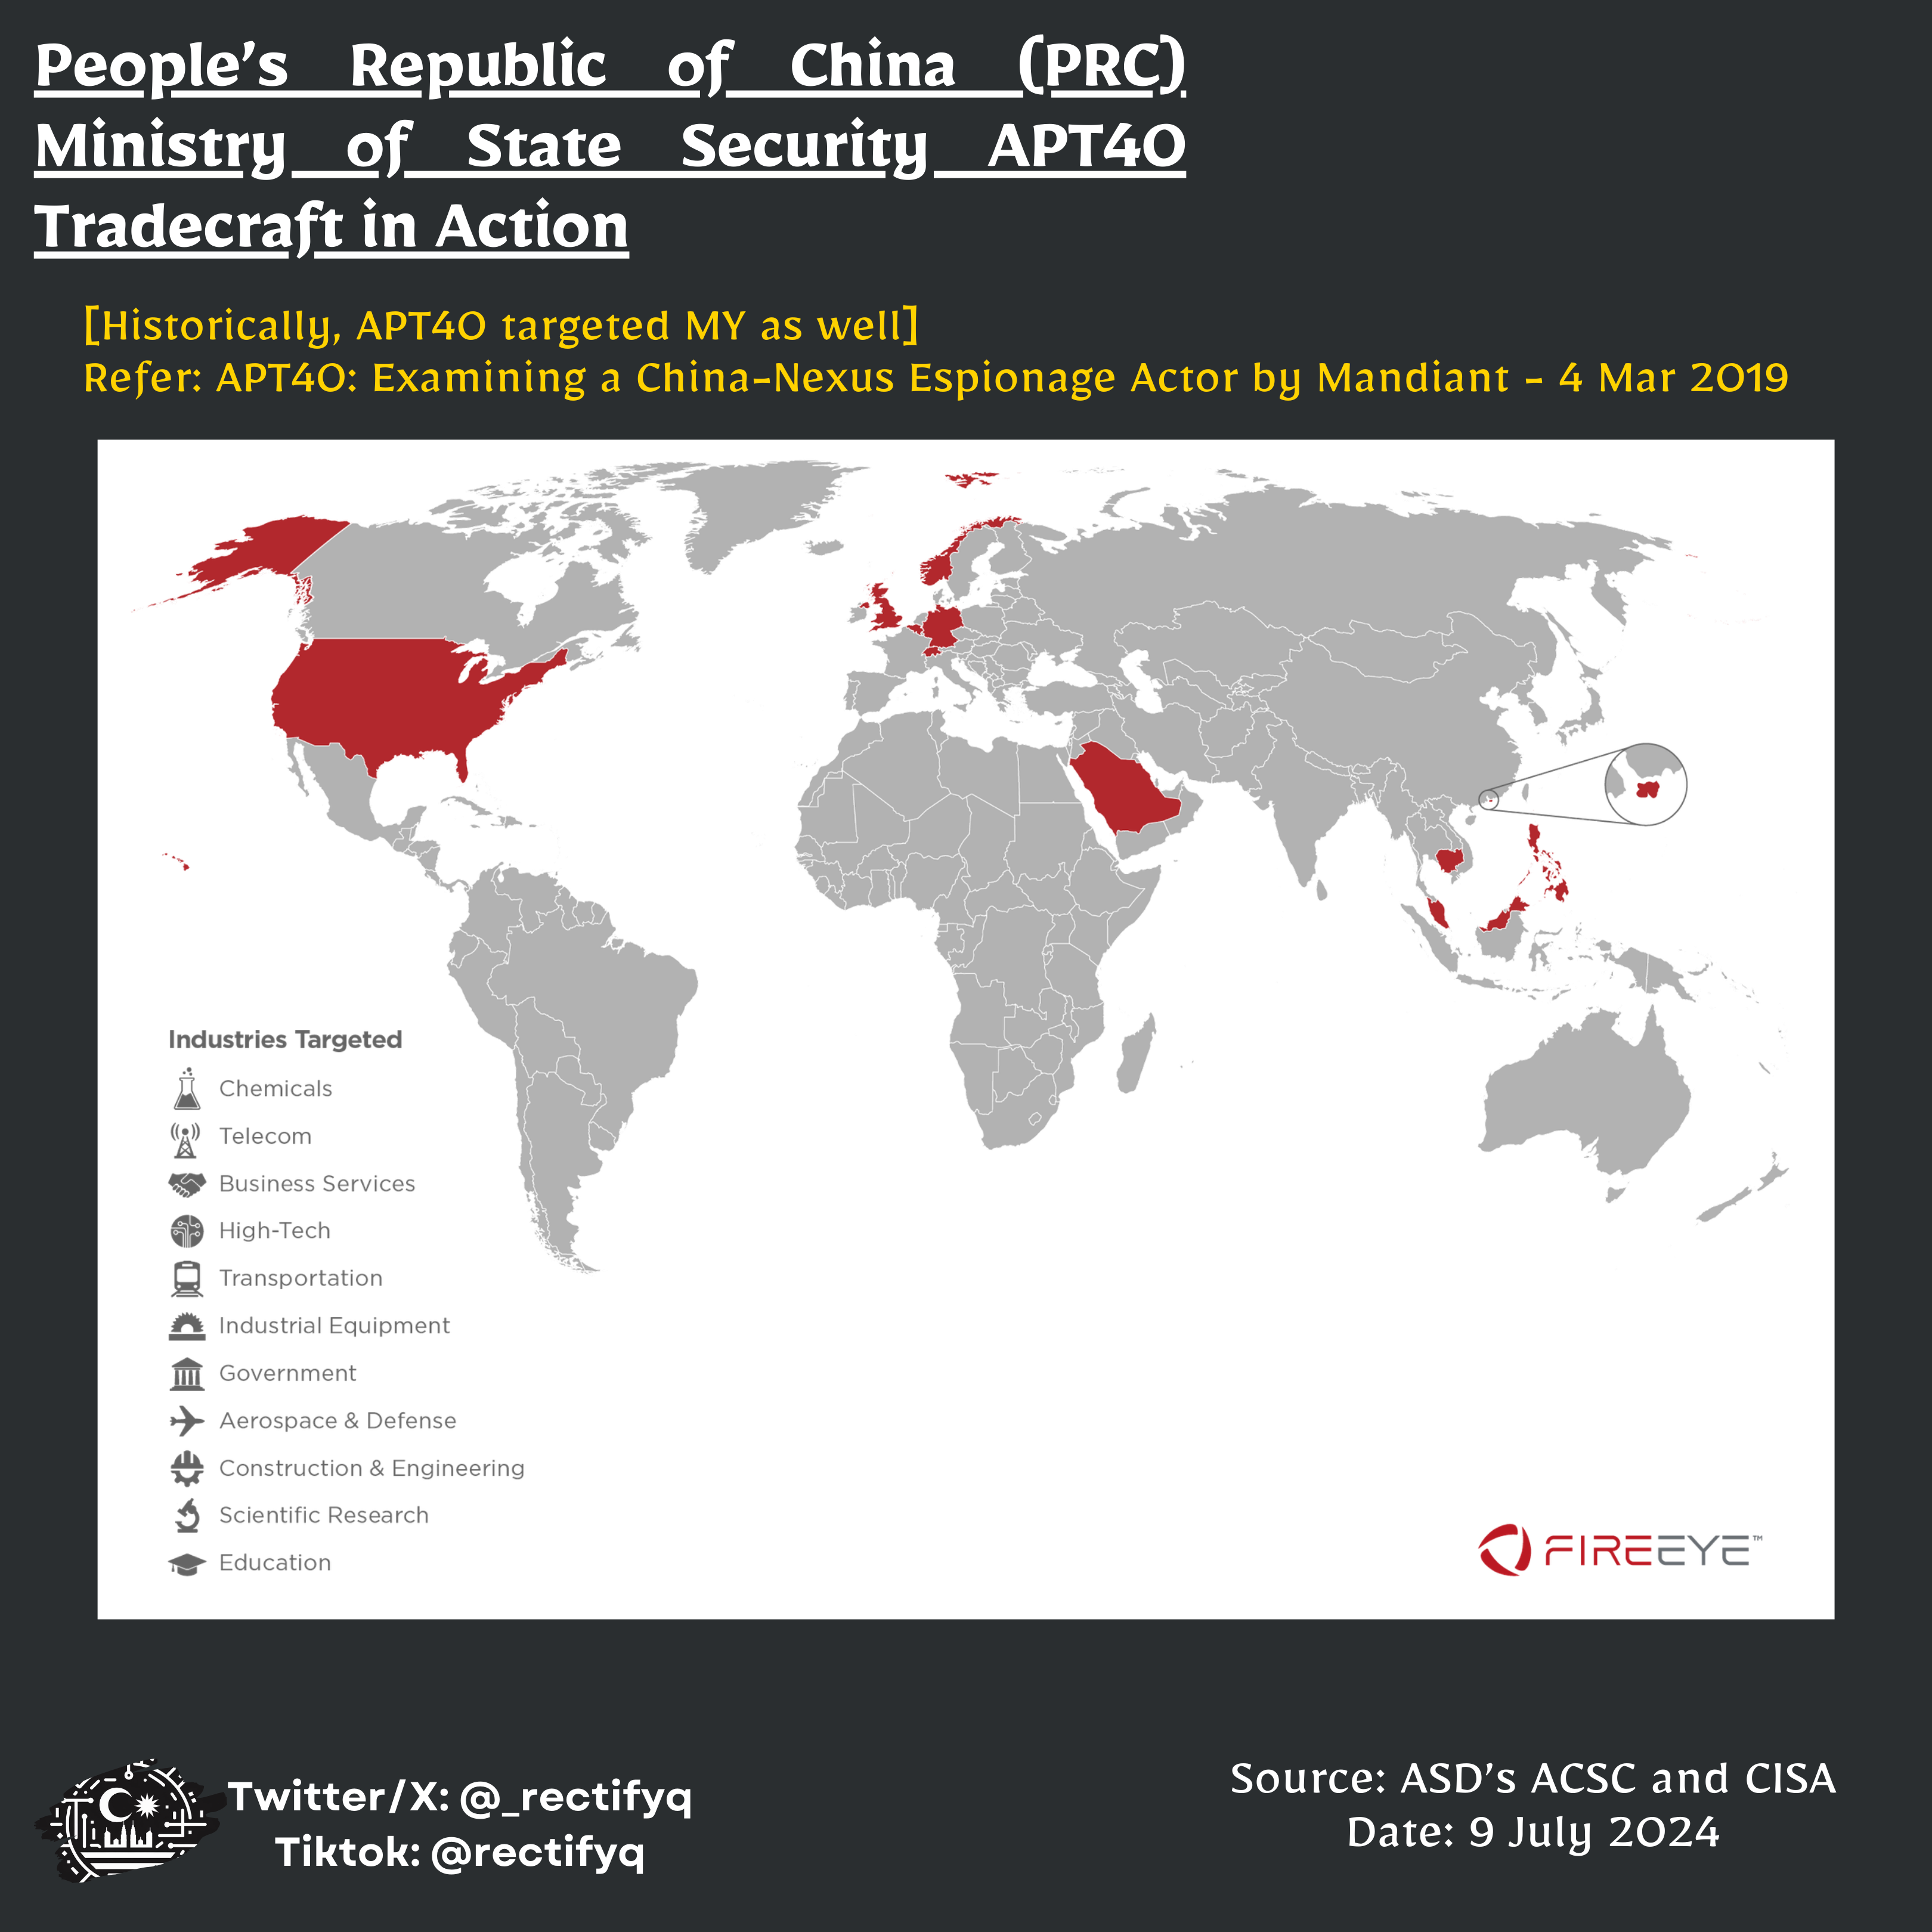 People's Republic of China (PRC)
Ministry of State Security APT40
Tradecraft in Action
[Historically, APT40 targeted MY as well]
Refer: APT40: Examining a China-Nexus Espionage Actor by Mandiant - 4 Mar 2019
Industries Targeted
Chemicals
Telecom
Business Services
High-Tech
Transportation
Industrial Equipment
Government
Aerospace & Defense
Construction & Engineering
Scientific Research
Education
FIREEYE™
Twitter/X: @_rectifyq
Tiktok: @rectifyq
Source: ASD's ACSC and CISA
Date: 9 July 2024